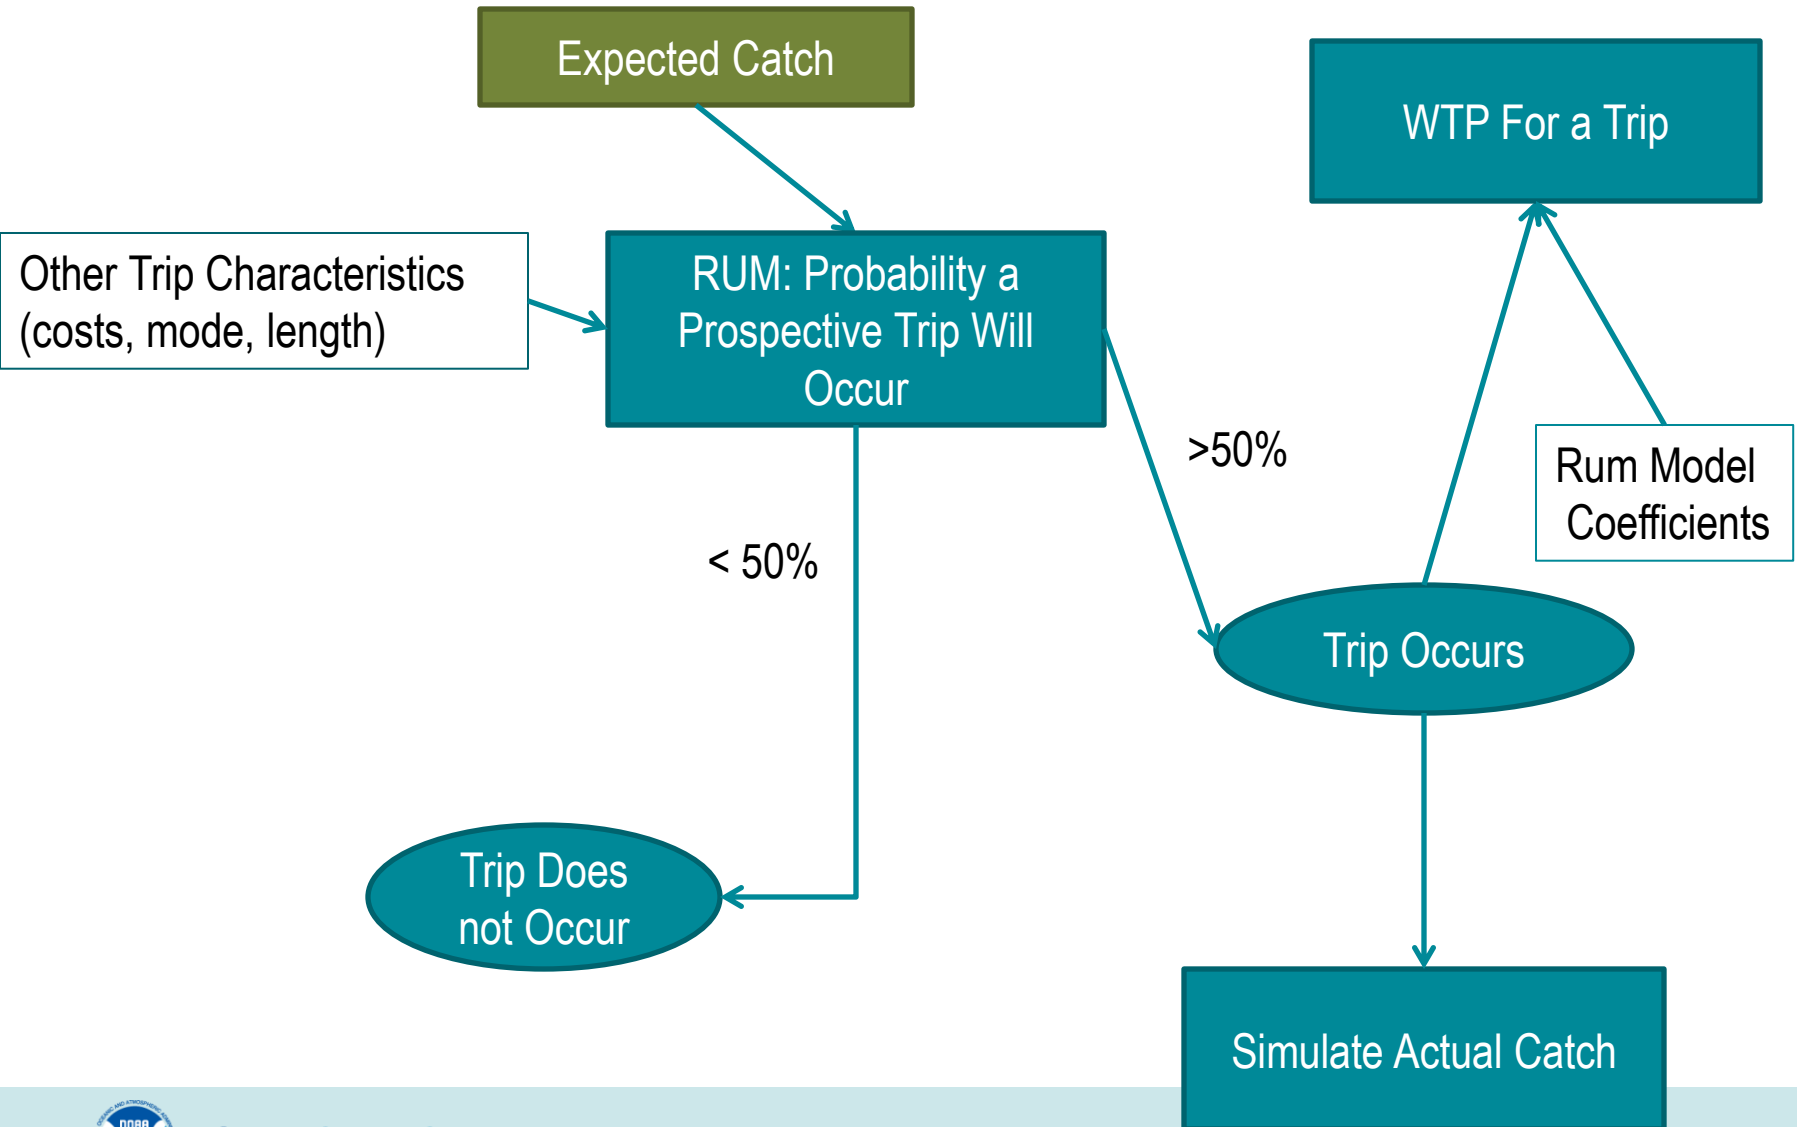 Expected Catch
WTP For a Trip
Other Trip Characteristics
(costs, mode, length)
RUM: Probability a
Prospective Trip Will
Occur
>50%
Rum Model
Coefficients
< 50%
Trip Occurs
Trip Does
not Occur
Simulate Actual Catch